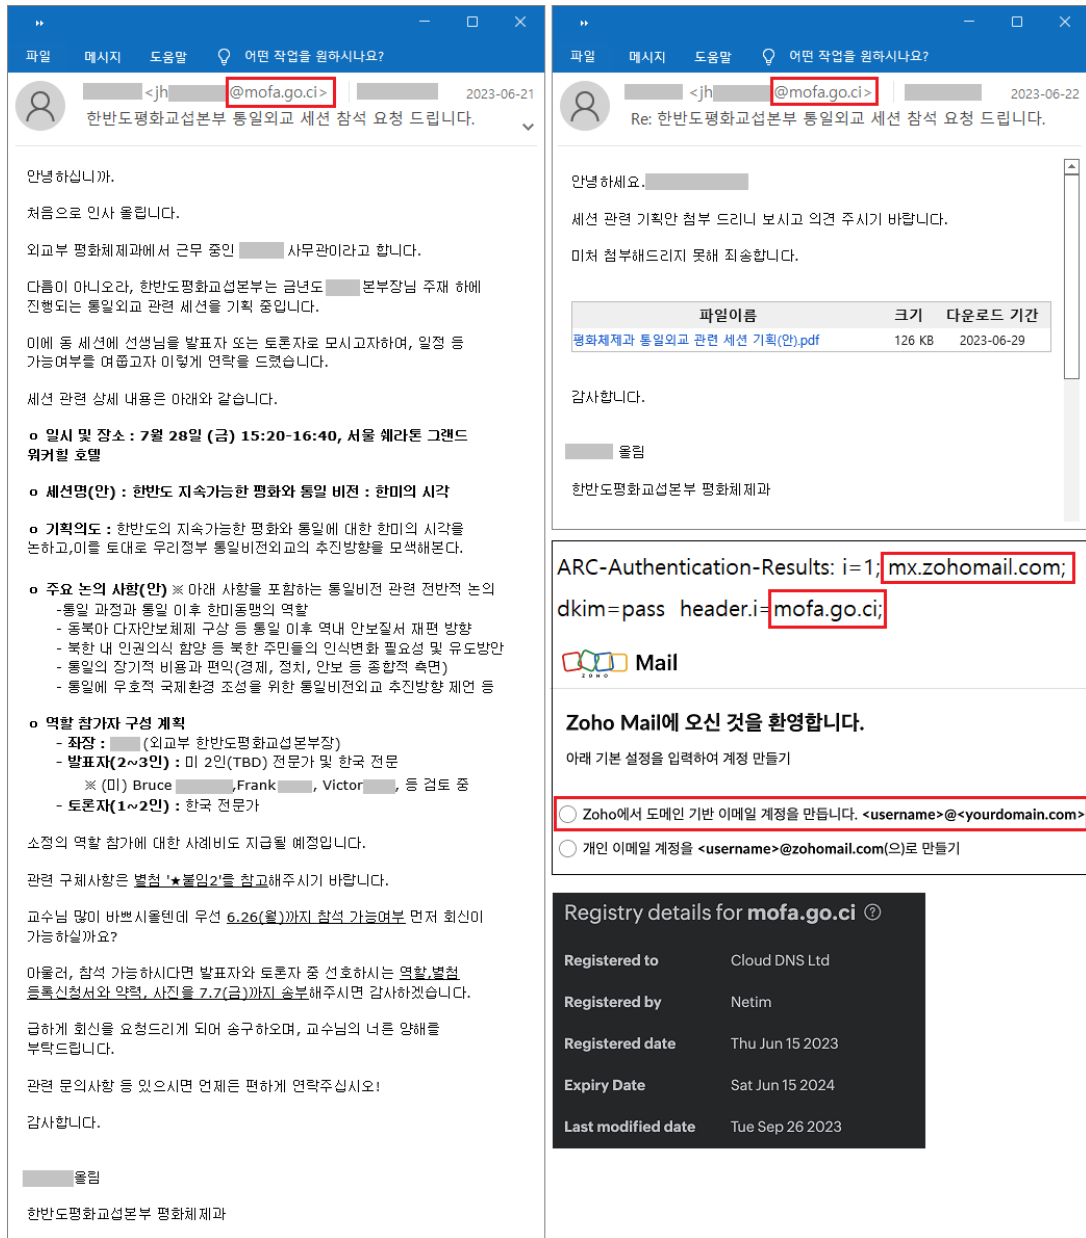 파일 메시지 도움말 어떤 작업을 원하시나요?
<jh @mofa.go.ci> 2023-06-21
한반도평화교섭본부 통일외교 세션 참석 요청 드립니다.
안녕하십니까.
처음으로 인사 올립니다.
외교부 평화체제과에서 근무 중인 사무관이라고 합니다.
다름이 아니오라, 한반도평화교섭본부는 금년도 본부장님 주재 하에
진행되는 통일외교 관련 세션을 기획 중입니다.
이에 동 세션에 선생님을 발표자 또는 토론자로 모시고자하여, 일정 등
가능여부를 여쭙고자 이렇게 연락을 드렸습니다.
세션 관련 상세 내용은 아래와 같습니다.
ㅇ 일시 및 장소 : 7월 28일 (금) 15:20-16:40, 서울 쉐라톤 그랜드
워커힐 호텔
ㅇ 세션명(안) : 한반도 지속가능한 평화와 통일 비전 : 한미의 시각
ㅇ 기획의도 : 한반도의 지속가능한 평화와 통일에 대한 한미의 시각을
논하고,이를 토대로 우리정부 통일비전외교의 추진방향을 모색해본다.
ㅇ 주요 논의 사항(안) ※ 아래 사항을 포함하는 통일비전 관련 전반적 논의
-통일 과정과 통일 이후 한미동맹의 역할
- 동북아 다자안보체제 구상 등 통일 이후 역내 안보질서 재편 방향
- 북한 내 인권의식 함양 등 북한 주민들의 인식변화 필요성 및 유도방안
- 통일의 장기적 비용과 편익(경제, 정치, 안보 등 종합적 측면)
- 통일에 우호적 국제환경 조성을 위한 통일비전외교 추진방향 제언 등
ㅇ 역할 참가자 구성 계획
- 좌장 : (외교부 한반도평화교섭본부장)
- 발표자(2~3인) : 미 2인(TBD) 전문가 및 한국 전문
※ (미) Bruce ,Frank , Victor , 등 검토 중
- 토론자(1~2인) : 한국 전문가
소정의 역할 참가에 대한 사례비도 지급될 예정입니다.
관련 구체사항은 별첨 '★붙임2'를 참고해주시기 바랍니다.
교수님 많이 바쁘시올텐데 우선 6.26(월)까지 참석 가능여부 먼저 회신이
가능하실까요?
아울러, 참석 가능하시다면 발표자와 토론자 중 선호하시는 역할,별첨
등록신청서와 약력, 사진을 7.7(금)까지 송부해주시면 감사하겠습니다.
급하게 회신을 요청드리게 되어 송구하오며, 교수님의 너른 양해를
부탁드립니다.
관련 문의사항 등 있으시면 언제든 편하게 연락주십시오!
감사합니다.
올림
한반도평화교섭본부 평화체제과
파일 메시지 도움말 어떤 작업을 원하시나요?
<jh @mofa.go.ci> 2023-06-22
Re: 한반도평화교섭본부 통일외교 세션 참석 요청 드립니다.
안녕하세요.
세션 관련 기획안 첨부 드리니 보시고 의견 주시기 바랍니다.
미처 첨부해드리지 못해 죄송합니다.
파일이름 크기 다운로드 기간
평화체제과 통일외교 관련 세션 기획(안).pdf 126 KB 2023-06-29
감사합니다.
올림
한반도평화교섭본부 평화체제과
ARC-Authentication-Results: i=1; mx.zohomail.com;
dkim=pass header.i=mofa.go.ci;
ZOHO Mail
Zoho Mail에 오신 것을 환영합니다.
아래 기본 설정을 입력하여 계정 만들기
Zoho에서 도메인 기반 이메일 계정을 만듭니다. <username>@<yourdomain.com>
개인 이메일 계정을 <username>@zohomail.com(으)로 만들기
Registry details for mofa.go.ci ?
Registered to Cloud DNS Ltd
Registered by Netim
Registered date Thu Jun 15 2023
Expiry Date Sat Jun 15 2024
Last modified date Tue Sep 26 2023